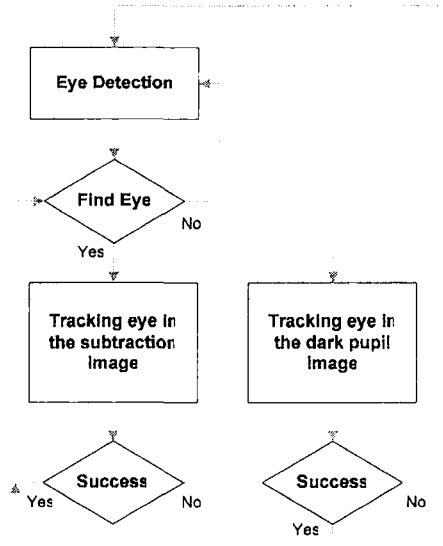 Eye Detection
Find Eye
No
Yes
Tracking eye in
the subtraction
image
Tracking eye in
the dark pupil
image
Success
Yes
No
Success
No
Yes